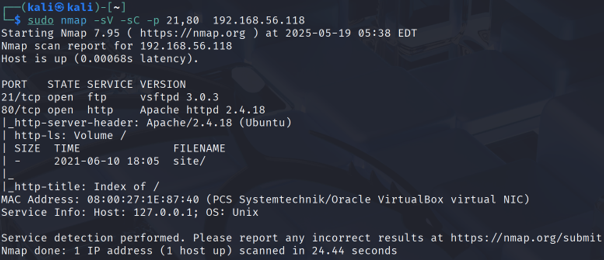 ┌──(kali㉿kali)-[~]
└─$ sudo nmap -sV -sC -p 21,80  192.168.56.118
Starting Nmap 7.95 ( https://nmap.org ) at 2025-05-19 05:38 EDT
Nmap scan report for 192.168.56.118
Host is up (0.00068s latency).

PORT   STATE SERVICE VERSION
21/tcp open  ftp     vsftpd 3.0.3
80/tcp open  http    Apache httpd 2.4.18
|_http-server-header: Apache/2.4.18 (Ubuntu)
| http-ls: Volume /
| SIZE  TIME              FILENAME
| -     2021-06-10 18:05  site/
|_
|_http-title: Index of /
MAC Address: 08:00:27:1E:87:40 (PCS Systemtechnik/Oracle VirtualBox virtual NIC)
Service Info: Host: 127.0.0.1; OS: Unix

Service detection performed. Please report any incorrect results at https://nmap.org/submit
Nmap done: 1 IP address (1 host up) scanned in 24.44 seconds